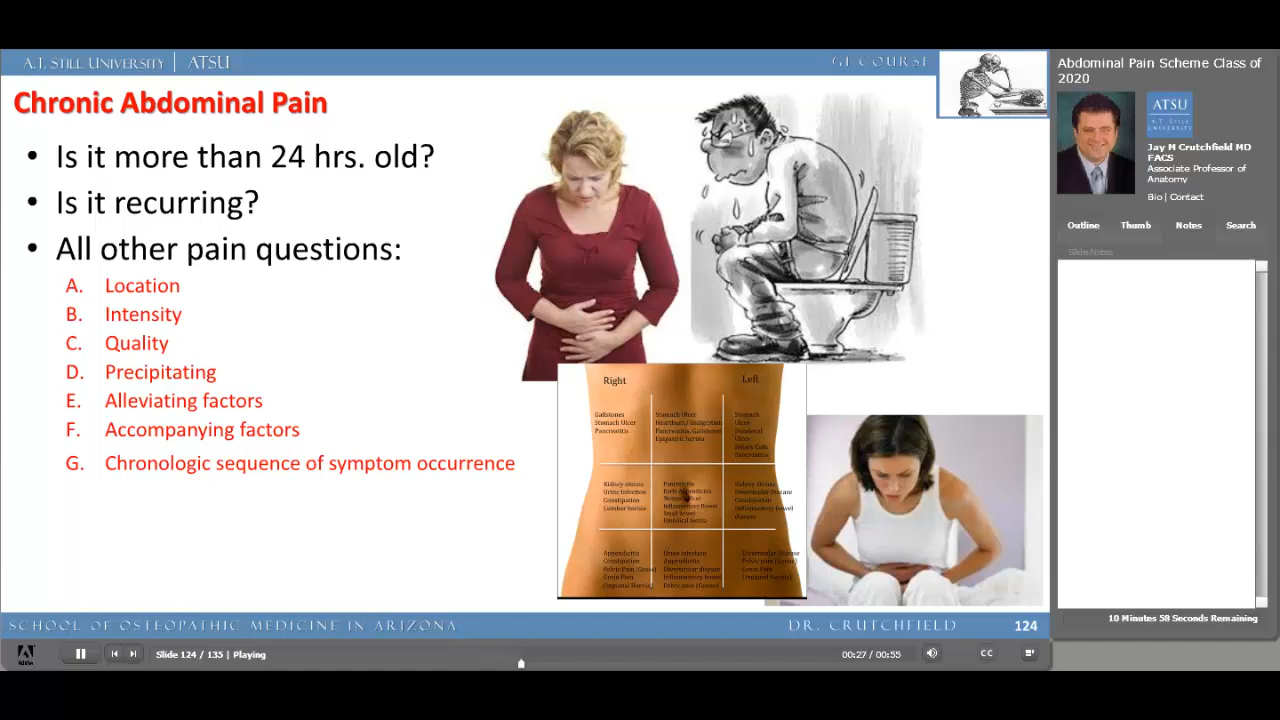 A.T. STILL UNIVERSITY | ATSU
GI COURSE
Chronic Abdominal Pain
• Is it more than 24 hrs. old?
• Is it recurring?
• All other pain questions:
A. Location
B. Intensity
C. Quality
D. Precipitating
E. Alleviating factors
F. Accompanying factors
G. Chronologic sequence of symptom occurrence
Right
Left
Gallstones
Stomach Ulcer
Pancreatitis
Stomach Ulcer
Heartburn/ Indigestion
Pancreatitis, Gallstones
Epigastric hernia
Stomach
Ulcer
Duodenal
Ulcer
Biliary Colic
Pancreatitis
Kidney stones
Urine Infection
Constipation
Lumbar hernia
Pancreatitis
Early Appendicitis
Stomach Ulcer
Inflammatory Bowel
Small bowel
Umbilical hernia
Kidney stones
Diverticular Disease
Constipation
Inflammatory bowel
disease
Appendicitis
Constipation
Pelvic Pain (Gynae)
Groin Pain
(Inguinal Hernia)
Urine infection
Appendicitis
Diverticular disease
Inflammatory bowel
Pelvic pain (Gynae)
Diverticular Disease
Pelvic pain (Gynae)
Groin Pain
(Inguinal Hernia)
SCHOOL OF OSTEOPATHIC MEDICINE IN ARIZONA
DR. CRUTCHFIELD
124
Abdominal Pain Scheme Class of
2020
ATSU
A.T. STILL
UNIVERSITY
Jay M Crutchfield MD
FACS
Associate Professor of
Anatomy
Bio | Contact
Outline
Thumb
Notes
Search
Slide Notes
10 Minutes 58 Seconds Remaining
Adobe
Slide 124 / 135 | Playing
00:27 / 00:55
CC